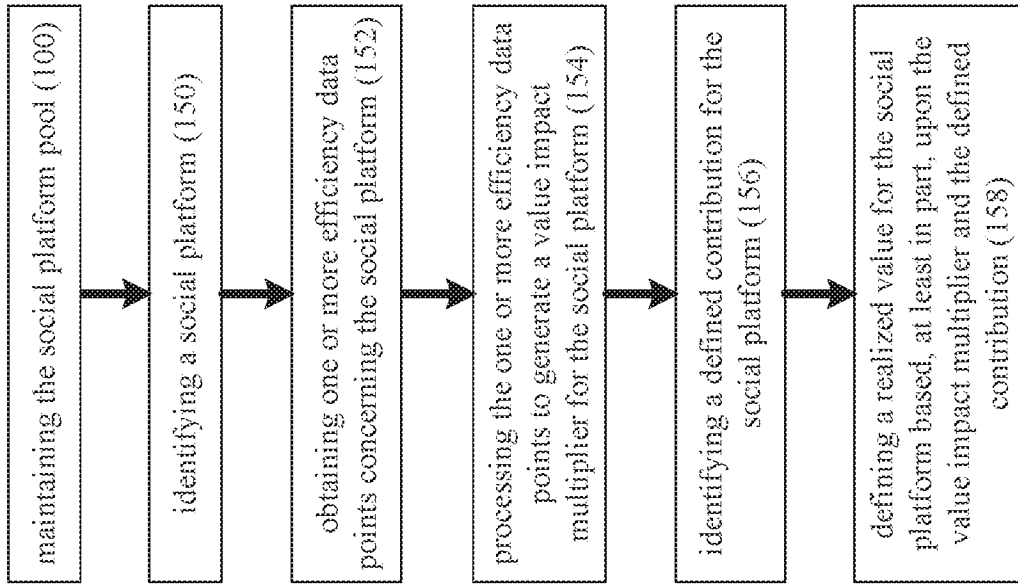 maintaining the social platform pool (100)
identifying a social platform (150)
obtaining one or more efficiency data
points concerning the social platform (152)
processing the one or more efficiency data
points to generate a value impact
multiplier for the social platform (154)
identifying a defined contribution for the
social platform (156)
defining a realized value for the social
platform based, at least in part, upon the
value impact multiplier and the defined
contribution (158)